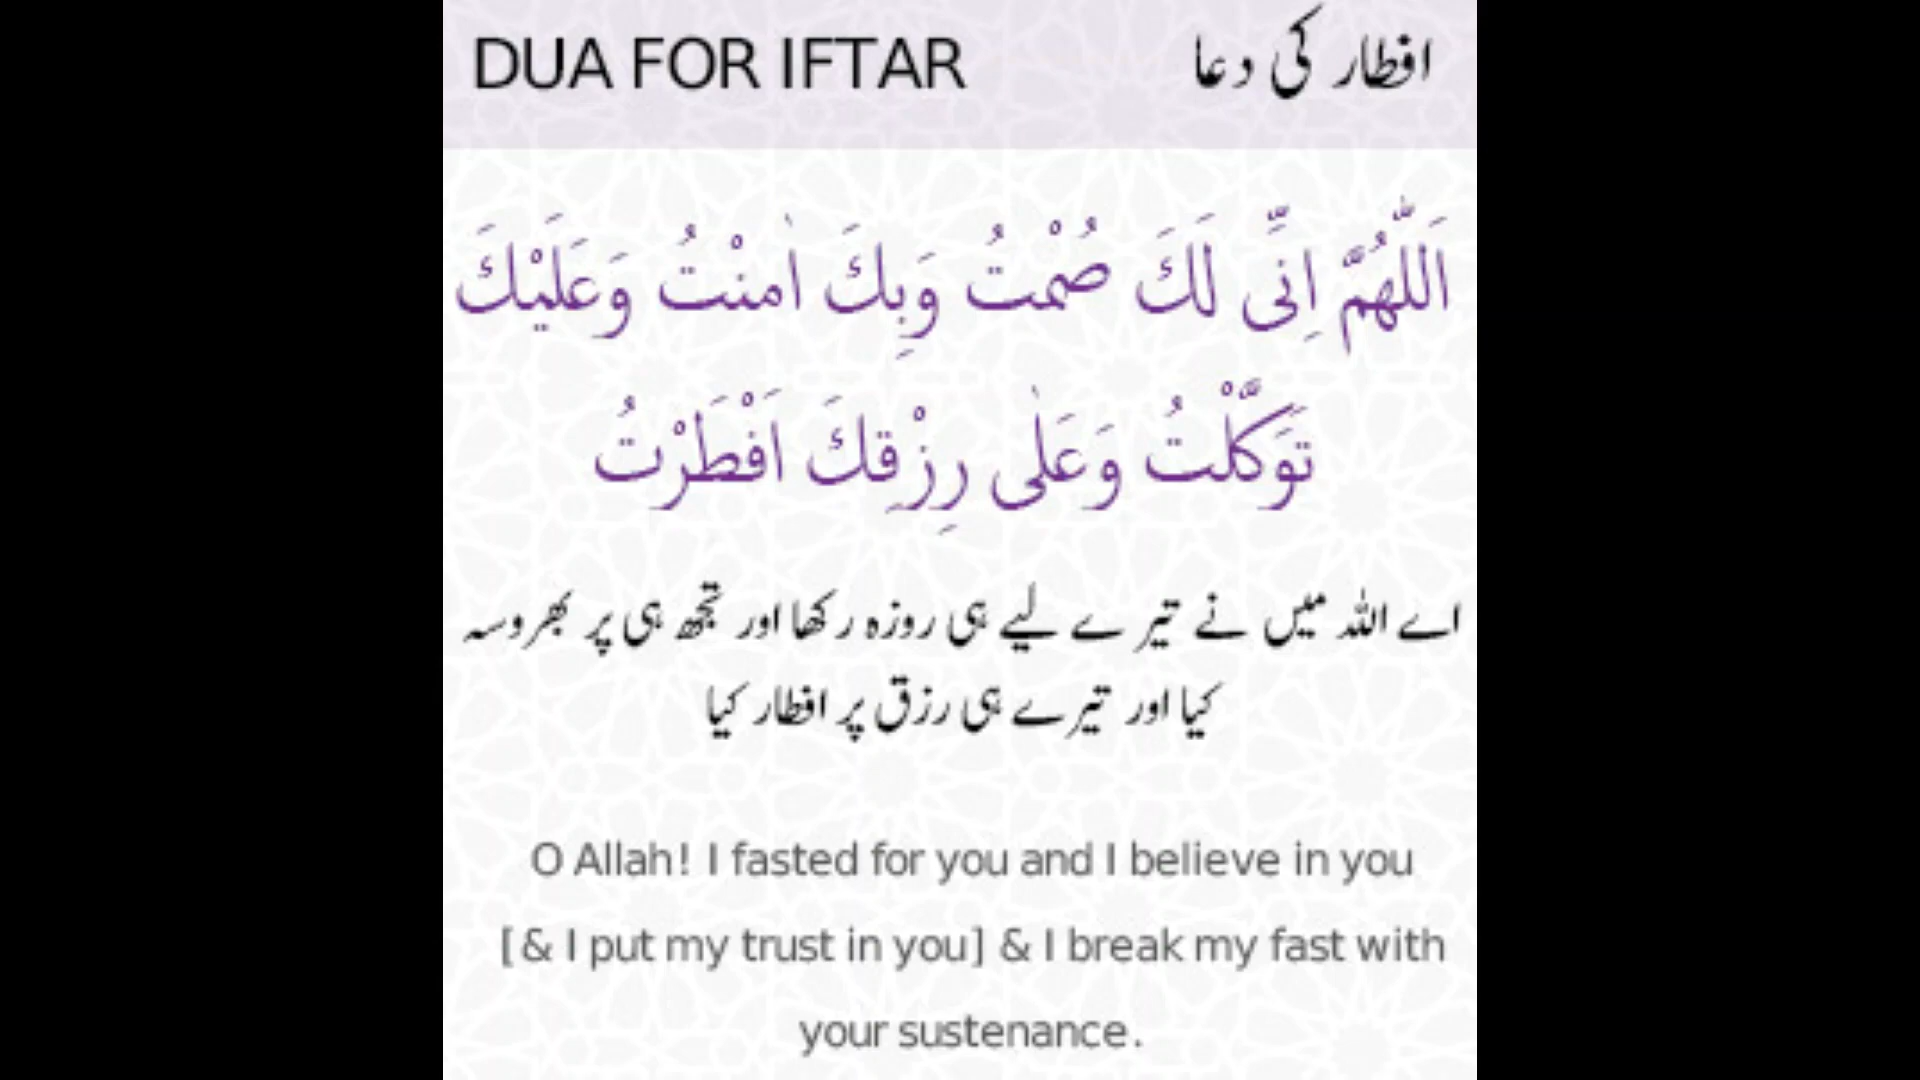 DUA FOR IFTAR
افطار کی دعا
اَللّٰهُمَّ اِنِّی لَکَ صُمْتُ وَبِکَ اٰمنْتُ وَعَلَیْکَ
تَوَکَّلْتُ وَعَلٰی رِزْقِکَ اَفْطَرْتُ
اے اللہ میں نے تیرے لیے ہی روزہ رکھا اور تجھ ہی پر بھروسہ
کیا اور تیرے ہی رزق پر افطار کیا
O Allah! I fasted for you and I believe in you
[& I put my trust in you] & I break my fast with
your sustenance.